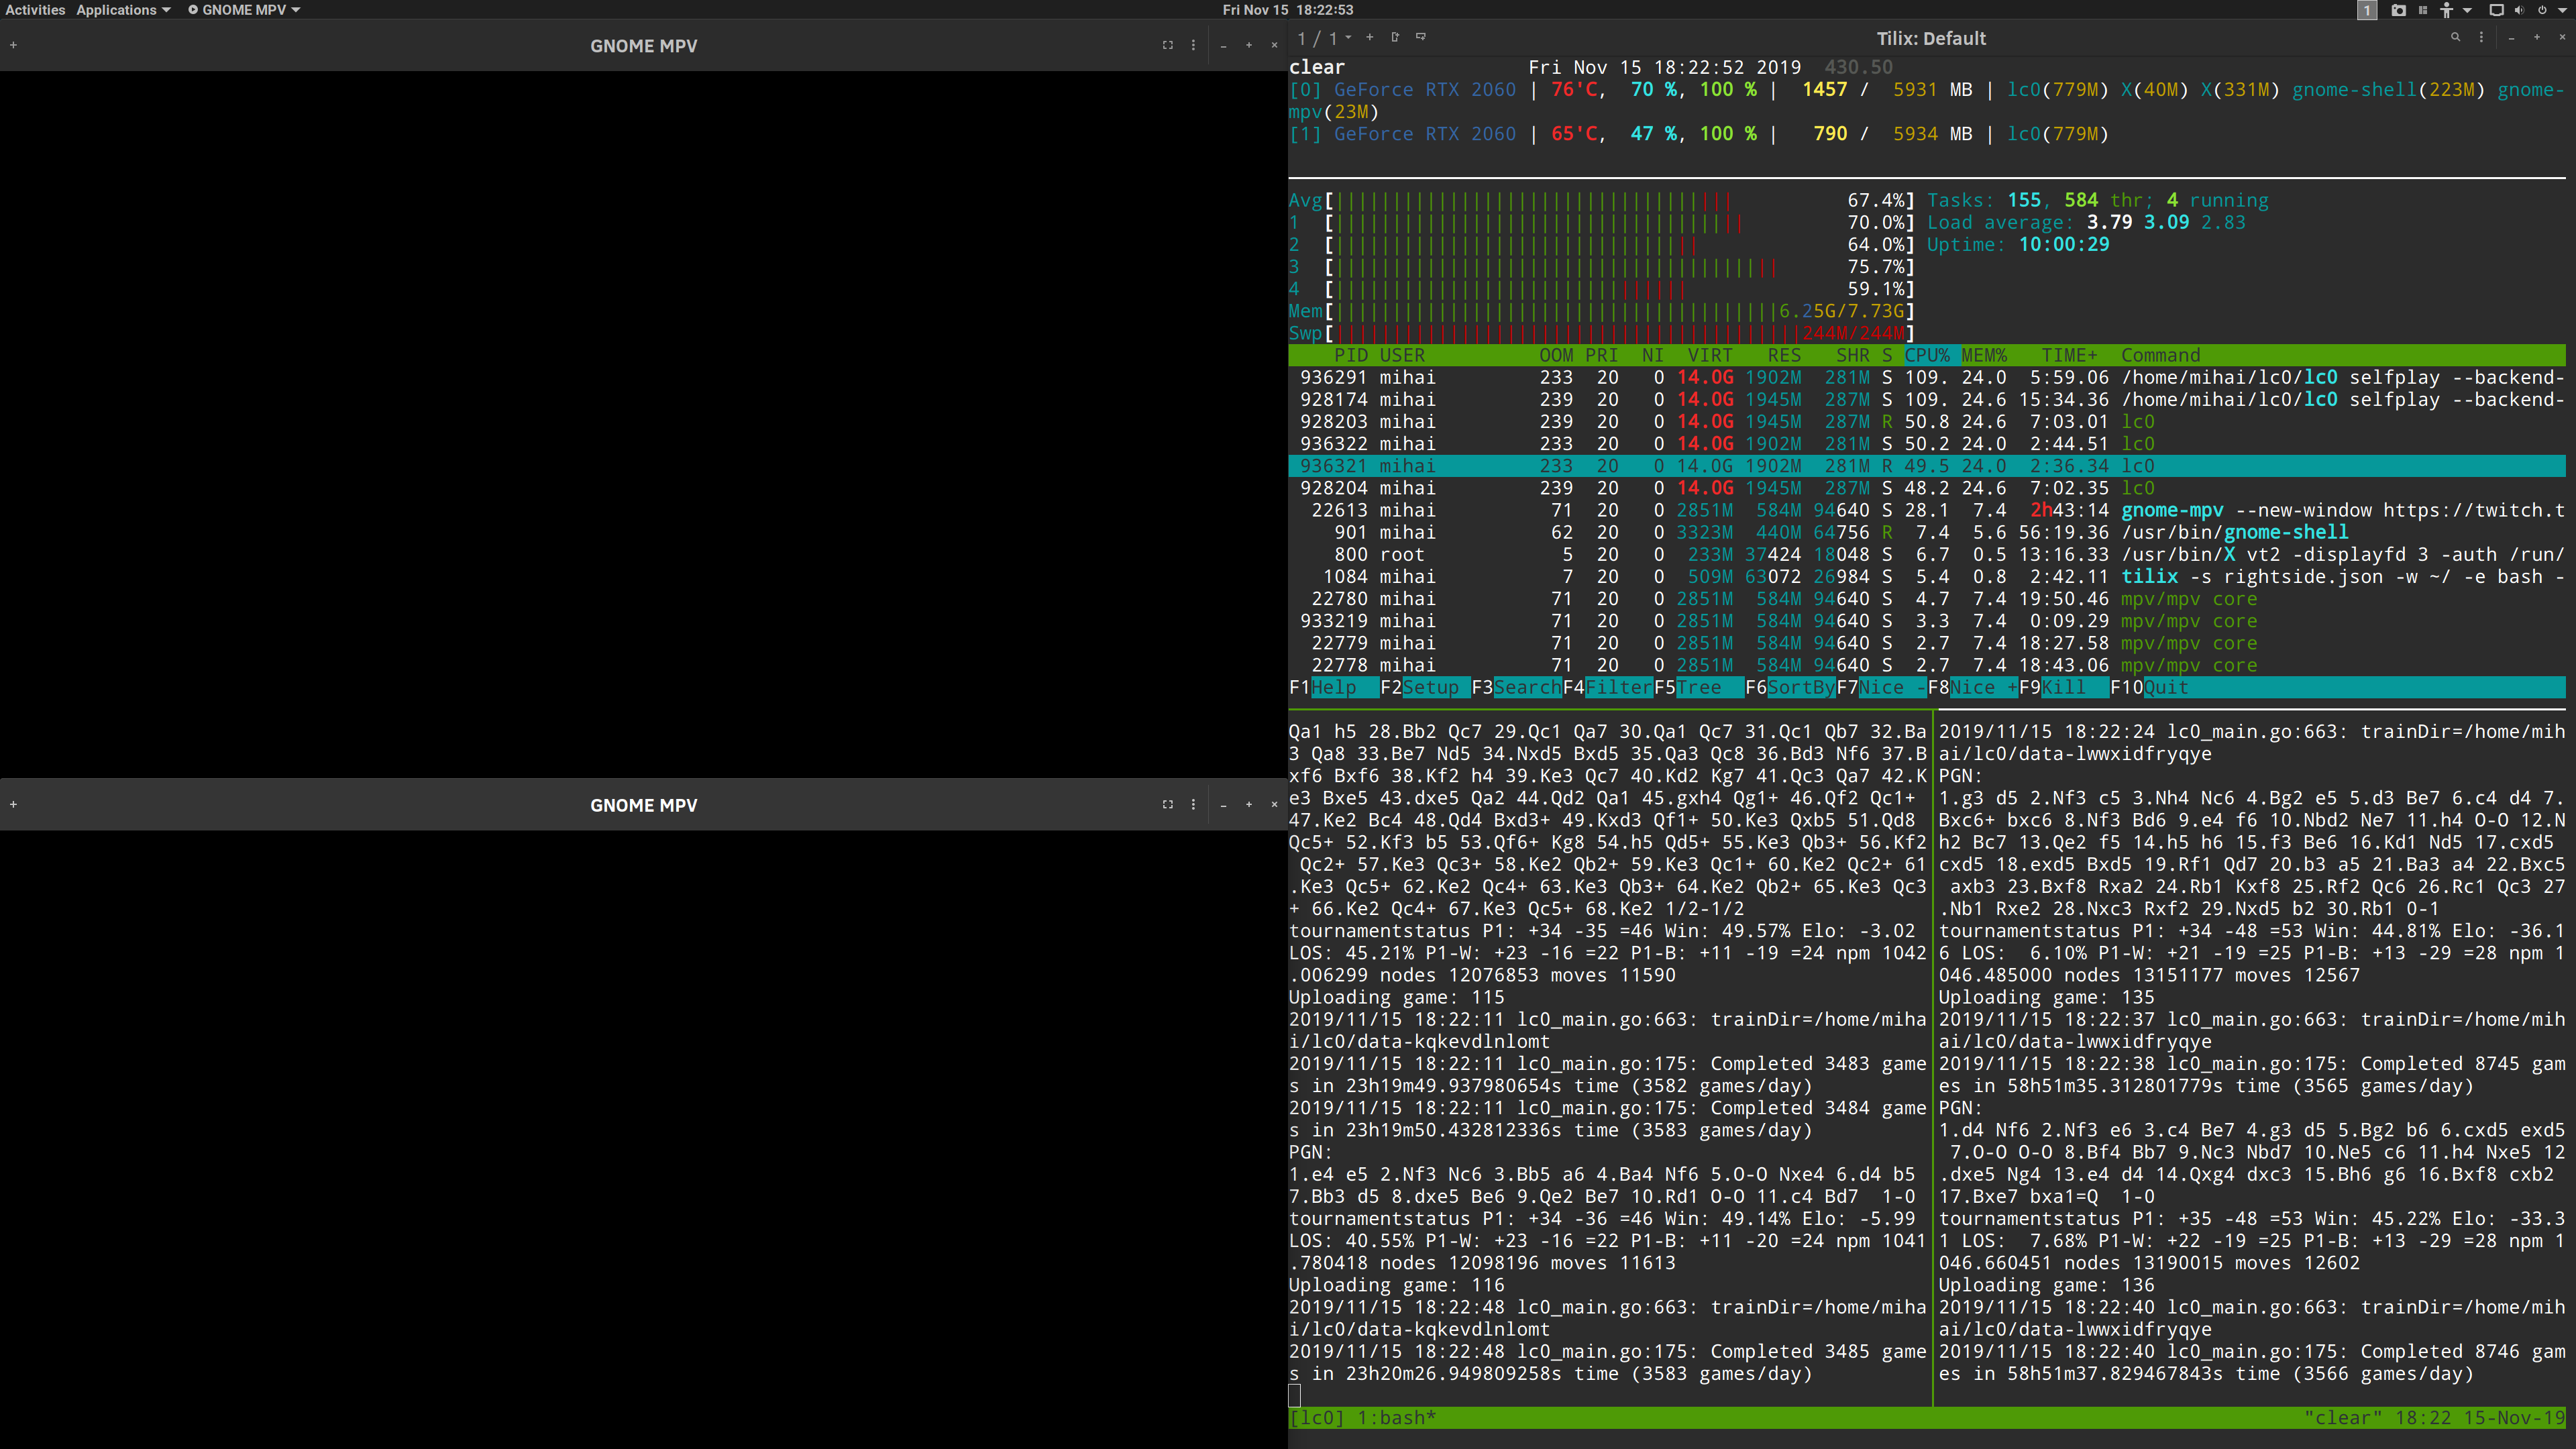 Activities Applications GNOME MPV Fri Nov 15 18:22:53 1
GNOME MPV
GNOME MPV
1 / 1 Tilix: Default
clear Fri Nov 15 18:22:52 2019 430.50
[0] GeForce RTX 2060 | 76'C, 70 %, 100 % | 1457 / 5931 MB | lc0(779M) X(40M) X(331M) gnome-shell(223M) gnome-
mpv(23M)
[1] GeForce RTX 2060 | 65'C, 47 %, 100 % | 790 / 5934 MB | lc0(779M)
Avg[ 67.4%] Tasks: 155, 584 thr; 4 running
1 [ 70.0%] Load average: 3.79 3.09 2.83
2 [ 64.0%] Uptime: 10:00:29
3 [ 75.7%]
4 [ 59.1%]
Mem[ 6.25G/7.73G]
Swp[ 244M/244M]
PID USER OOM PRI NI VIRT RES SHR S CPU% MEM% TIME+ Command
936291 mihai 233 20 0 14.0G 1902M 281M S 109. 24.0 5:59.06 /home/mihai/lc0/lc0 selfplay --backend-
928174 mihai 239 20 0 14.0G 1945M 287M S 109. 24.6 15:34.36 /home/mihai/lc0/lc0 selfplay --backend-
928203 mihai 239 20 0 14.0G 1945M 287M R 50.8 24.6 7:03.01 lc0
936322 mihai 233 20 0 14.0G 1902M 281M S 50.2 24.0 2:44.51 lc0
936321 mihai 233 20 0 14.0G 1902M 281M R 49.5 24.0 2:36.34 lc0
928204 mihai 239 20 0 14.0G 1945M 287M S 48.2 24.6 7:02.35 lc0
22613 mihai 71 20 0 2851M 584M 94640 S 28.1 7.4 2h43:14 gnome-mpv --new-window https://twitch.t
901 mihai 62 20 0 3323M 440M 64756 R 7.4 5.6 56:19.36 /usr/bin/gnome-shell
800 root 5 20 0 233M 37424 18048 S 6.7 0.5 13:16.33 /usr/bin/X vt2 -displayfd 3 -auth /run/
1084 mihai 7 20 0 509M 63072 26984 S 5.4 0.8 2:42.11 tilix -s rightside.json -w ~/ -e bash -
22780 mihai 71 20 0 2851M 584M 94640 S 4.7 7.4 19:50.46 mpv/mpv core
933219 mihai 71 20 0 2851M 584M 94640 S 3.3 7.4 0:09.29 mpv/mpv core
22779 mihai 71 20 0 2851M 584M 94640 S 2.7 7.4 18:27.58 mpv/mpv core
22778 mihai 71 20 0 2851M 584M 94640 S 2.7 7.4 18:43.06 mpv/mpv core
F1Help F2Setup F3SearchF4FilterF5Tree F6SortByF7Nice -F8Nice +F9Kill F10Quit
Qa1 h5 28.Bb2 Qc7 29.Qc1 Qa7 30.Qa1 Qc7 31.Qc1 Qb7 32.Ba
3 Qa8 33.Be7 Nd5 34.Nxd5 Bxd5 35.Qa3 Qc8 36.Bd3 Nf6 37.B
xf6 Bxf6 38.Kf2 h4 39.Ke3 Qc7 40.Kd2 Kg7 41.Qc3 Qa7 42.K
e3 Bxe5 43.dxe5 Qa2 44.Qd2 Qa1 45.gxh4 Qg1+ 46.Qf2 Qc1+
47.Ke2 Bc4 48.Qd4 Bxd3+ 49.Kxd3 Qf1+ 50.Ke3 Qxb5 51.Qd8
Qc5+ 52.Kf3 b5 53.Qf6+ Kg8 54.h5 Qd5+ 55.Ke3 Qb3+ 56.Kf2
Qc2+ 57.Ke3 Qc3+ 58.Ke2 Qb2+ 59.Ke3 Qc1+ 60.Ke2 Qc2+ 61
.Ke3 Qc5+ 62.Ke2 Qc4+ 63.Ke3 Qb3+ 64.Ke2 Qb2+ 65.Ke3 Qc3
+ 66.Ke2 Qc4+ 67.Ke3 Qc5+ 68.Ke2 1/2-1/2
tournamentstatus P1: +34 -35 =46 Win: 49.57% Elo: -3.02
LOS: 45.21% P1-W: +23 -16 =22 P1-B: +11 -19 =24 npm 1042
.006299 nodes 12076853 moves 11590
Uploading game: 115
2019/11/15 18:22:11 lc0_main.go:663: trainDir=/home/miha
i/lc0/data-kqkevdlnlomt
2019/11/15 18:22:11 lc0_main.go:175: Completed 3483 game
s in 23h19m49.937980654s time (3582 games/day)
2019/11/15 18:22:11 lc0_main.go:175: Completed 3484 game
s in 23h19m50.432812336s time (3583 games/day)
PGN:
1.e4 e5 2.Nf3 Nc6 3.Bb5 a6 4.Ba4 Nf6 5.O-O Nxe4 6.d4 b5
7.Bb3 d5 8.dxe5 Be6 9.Qe2 Be7 10.Rd1 O-O 11.c4 Bd7 1-0
tournamentstatus P1: +34 -36 =46 Win: 49.14% Elo: -5.99
LOS: 40.55% P1-W: +23 -16 =22 P1-B: +11 -20 =24 npm 1041
.780418 nodes 12098196 moves 11613
Uploading game: 116
2019/11/15 18:22:48 lc0_main.go:663: trainDir=/home/miha
i/lc0/data-kqkevdlnlomt
2019/11/15 18:22:48 lc0_main.go:175: Completed 3485 game
s in 23h20m26.949809258s time (3583 games/day)
2019/11/15 18:22:24 lc0_main.go:663: trainDir=/home/mih
ai/lc0/data-lwwxidfryqye
PGN:
1.g3 d5 2.Nf3 c5 3.Nh4 Nc6 4.Bg2 e5 5.d3 Be7 6.c4 d4 7.
Bxc6+ bxc6 8.Nf3 Bd6 9.e4 f6 10.Nbd2 Ne7 11.h4 O-O 12.N
h2 Bc7 13.Qe2 f5 14.h5 h6 15.f3 Be6 16.Kd1 Nd5 17.cxd5
cxd5 18.exd5 Bxd5 19.Rf1 Qd7 20.b3 a5 21.Ba3 a4 22.Bxc5
axb3 23.Bxf8 Rxa2 24.Rb1 Kxf8 25.Rf2 Qc6 26.Rc1 Qc3 27
.Nb1 Rxe2 28.Nxc3 Rxf2 29.Nxd5 b2 30.Rb1 0-1
tournamentstatus P1: +34 -48 =53 Win: 44.81% Elo: -36.1
6 LOS: 6.10% P1-W: +21 -19 =25 P1-B: +13 -29 =28 npm 1
046.485000 nodes 13151177 moves 12567
Uploading game: 135
2019/11/15 18:22:37 lc0_main.go:663: trainDir=/home/mih
ai/lc0/data-lwwxidfryqye
2019/11/15 18:22:38 lc0_main.go:175: Completed 8745 gam
es in 58h51m35.312801779s time (3565 games/day)
PGN:
1.d4 Nf6 2.Nf3 e6 3.c4 Be7 4.g3 d5 5.Bg2 b6 6.cxd5 exd5
7.O-O O-O 8.Bf4 Bb7 9.Nc3 Nbd7 10.Ne5 c6 11.h4 Nxe5 12
.dxe5 Ng4 13.e4 d4 14.Qxg4 dxc3 15.Bh6 g6 16.Bxf8 cxb2
17.Bxe7 bxa1=Q 1-0
tournamentstatus P1: +35 -48 =53 Win: 45.22% Elo: -33.3
1 LOS: 7.68% P1-W: +22 -19 =25 P1-B: +13 -29 =28 npm 1
046.660451 nodes 13190015 moves 12602
Uploading game: 136
2019/11/15 18:22:40 lc0_main.go:663: trainDir=/home/mih
ai/lc0/data-lwwxidfryqye
2019/11/15 18:22:40 lc0_main.go:175: Completed 8746 gam
es in 58h51m37.829467843s time (3566 games/day)
[lc0] 1:bash* "clear" 18:22 15-Nov-19